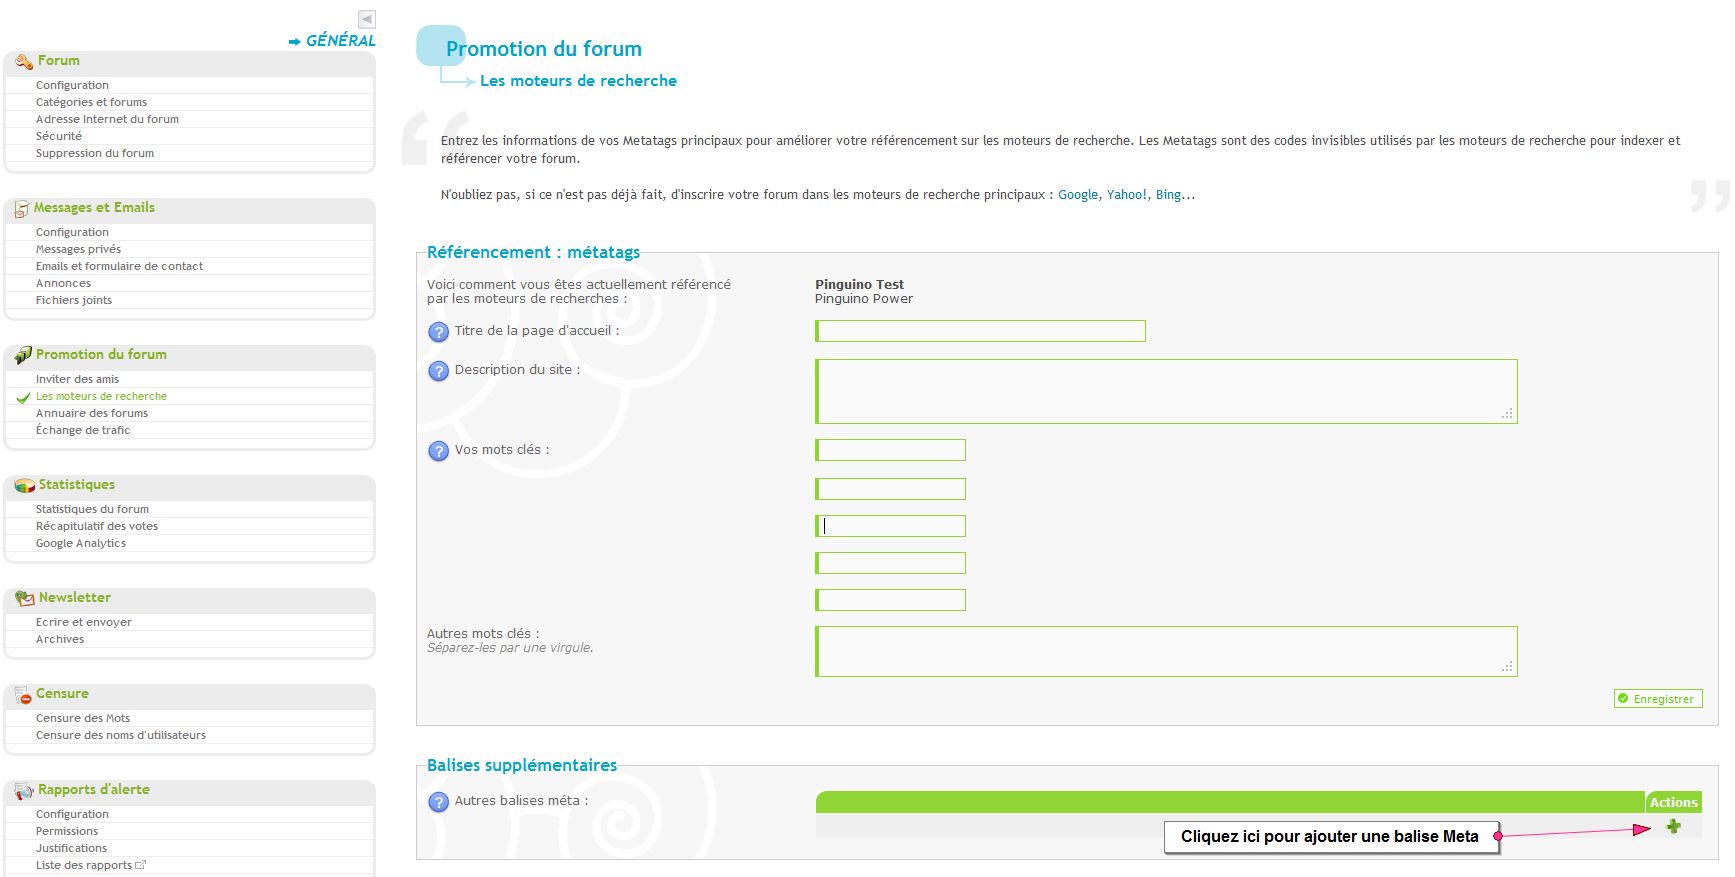 GÉNÉRAL
Forum
Configuration
Catégories et forums
Adresse Internet du forum
Sécurité
Suppression du forum
Messages et Emails
Configuration
Messages privés
Emails et formulaire de contact
Annonces
Fichiers joints
Promotion du forum
Inviter des amis
Les moteurs de recherche
Annuaire des forums
Échange de trafic
Statistiques
Statistiques du forum
Récapitulatif des votes
Google Analytics
Newsletter
Ecrire et envoyer
Archives
Censure
Censure des Mots
Censure des noms d'utilisateurs
Rapports d'alerte
Configuration
Permissions
Justifications
Liste des rapports
Promotion du forum
Les moteurs de recherche
Entrez les informations de vos Metatags principaux pour améliorer votre référencement sur les moteurs de recherche. Les Metatags sont des codes invisibles utilisés par les moteurs de recherche pour indexer et
référencer votre forum.
N'oubliez pas, si ce n'est pas déjà fait, d'inscrire votre forum dans les moteurs de recherche principaux : Google, Yahoo!, Bing...
Référencement : métatags
Voici comment vous êtes actuellement référencé
par les moteurs de recherches :
Pinguino Test
Pinguino Power
Titre de la page d'accueil :
Description du site :
Vos mots clés :
Autres mots clés :
Séparez-les par une virgule.
Enregistrer
Balises supplémentaires
Autres balises méta :
Actions
Cliquez ici pour ajouter une balise Meta